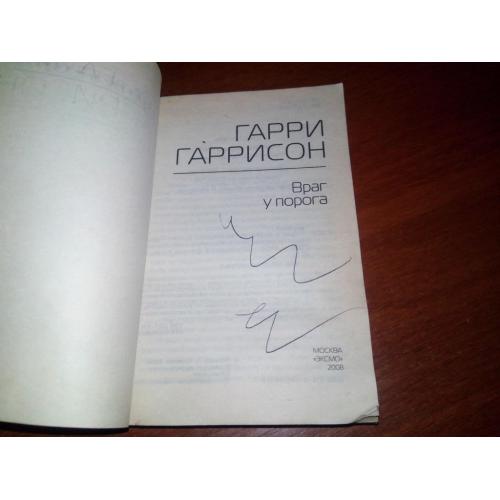 ГАРРИ
ГАРРИСОН
Враг
у порога
МОСКВА
«ЭКСМО»
2008